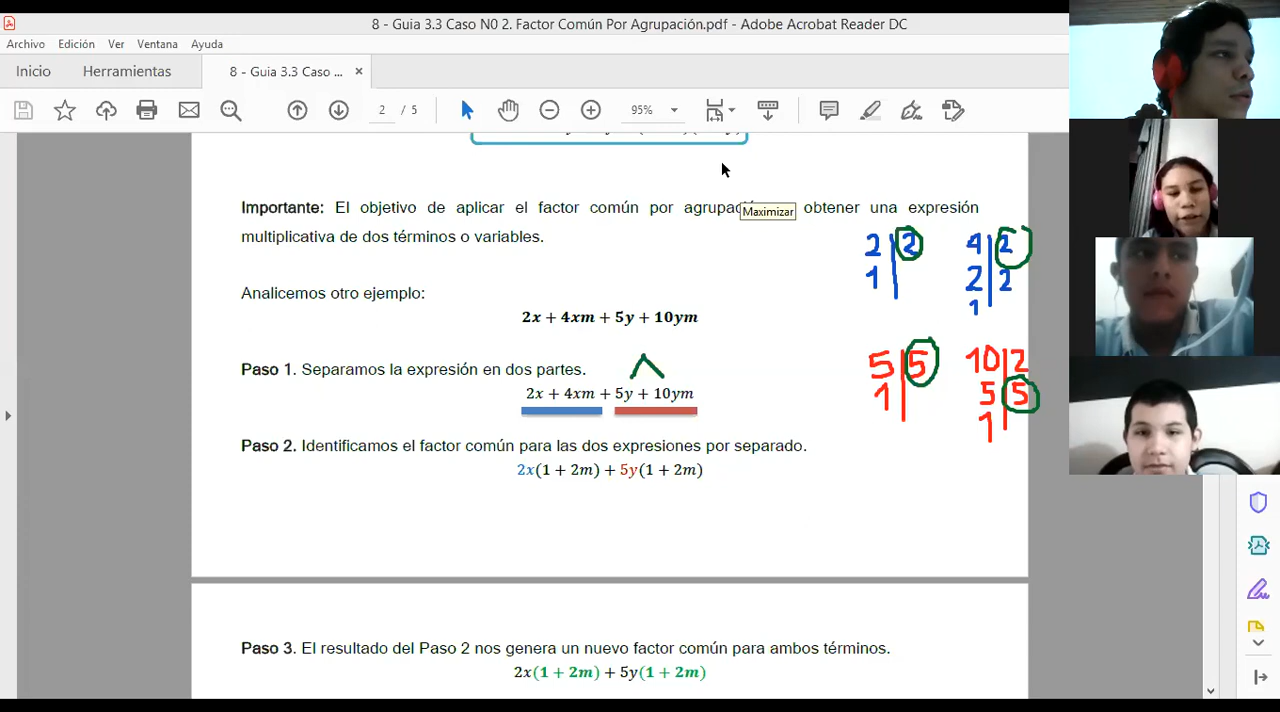 8 - Guia 3.3 Caso N0 2. Factor Común Por Agrupación.pdf - Adobe Acrobat Reader DC
Archivo Edición Ver Ventana Ayuda
Inicio Herramientas 8 - Guia 3.3 Caso ... ×
2 / 5 95%
Importante: El objetivo de aplicar el factor común por obtener una expresión
Maximizar
multiplicativa de dos términos o variables.
2 2 4 2
1 2 2
1
Analicemos otro ejemplo:
2x + 4xm + 5y + 10ym
Paso 1. Separamos la expresión en dos partes.
2x + 4xm + 5y + 10ym
5 5 10 2
1 5 5
1
Paso 2. Identificamos el factor común para las dos expresiones por separado.
2x(1 + 2m) + 5y(1 + 2m)
Paso 3. El resultado del Paso 2 nos genera un nuevo factor común para ambos términos.
2x(1 + 2m) + 5y(1 + 2m)